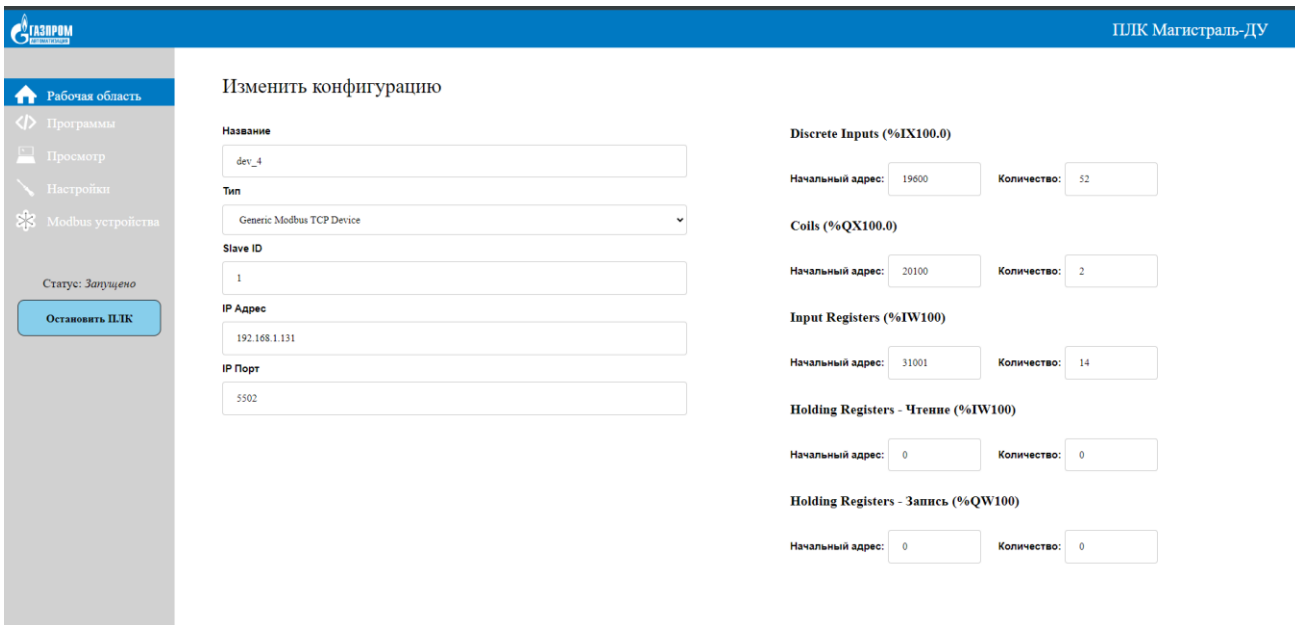 ГАЗПРОМ
АВТОМАТИЗАЦИЯ
ПЛК Магистраль-ДУ
Рабочая область
Программы
Просмотр
Настройки
Modbus устройства
Статус: Запущено
Остановить ПЛК
Изменить конфигурацию
Название
dev_4
Тип
Generic Modbus TCP Device
Slave ID
1
IP Адрес
192.168.1.131
IP Порт
5502
Discrete Inputs (%IX100.0)
Начальный адрес: 19600 Количество: 52
Coils (%QX100.0)
Начальный адрес: 20100 Количество: 2
Input Registers (%IW100)
Начальный адрес: 31001 Количество: 14
Holding Registers - Чтение (%IW100)
Начальный адрес: 0 Количество: 0
Holding Registers - Запись (%QW100)
Начальный адрес: 0 Количество: 0